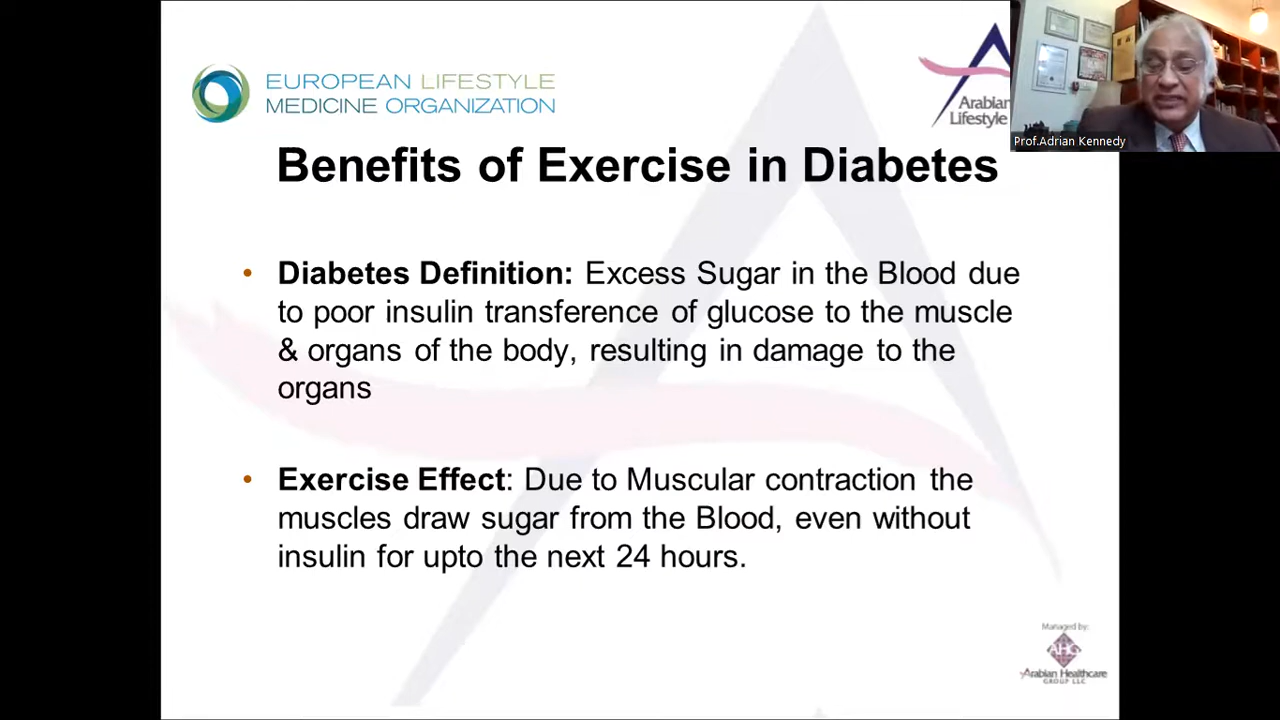 EUROPEAN LIFESTYLE
MEDICINE ORGANIZATION
Arabian
Lifestyle
Prof.Adrian Kennedy
Benefits of Exercise in Diabetes
• Diabetes Definition: Excess Sugar in the Blood due
to poor insulin transference of glucose to the muscle
& organs of the body, resulting in damage to the
organs
• Exercise Effect: Due to Muscular contraction the
muscles draw sugar from the Blood, even without
insulin for upto the next 24 hours.
Managed by:
AHG
Arabian Healthcare
GROUP LLC